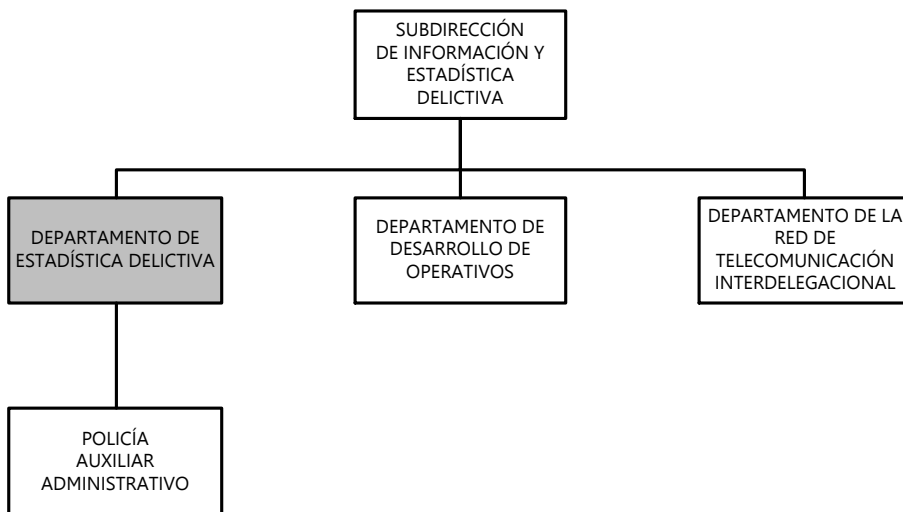 SUBDIRECCIÓN
DE INFORMACIÓN Y
ESTADÍSTICA
DELICTIVA
DEPARTAMENTO DE
ESTADÍSTICA DELICTIVA
DEPARTAMENTO DE
DESARROLLO DE
OPERATIVOS
DEPARTAMENTO DE LA
RED DE
TELECOMUNICACIÓN
INTERDELEGACIONAL
POLICÍA
AUXILIAR
ADMINISTRATIVO